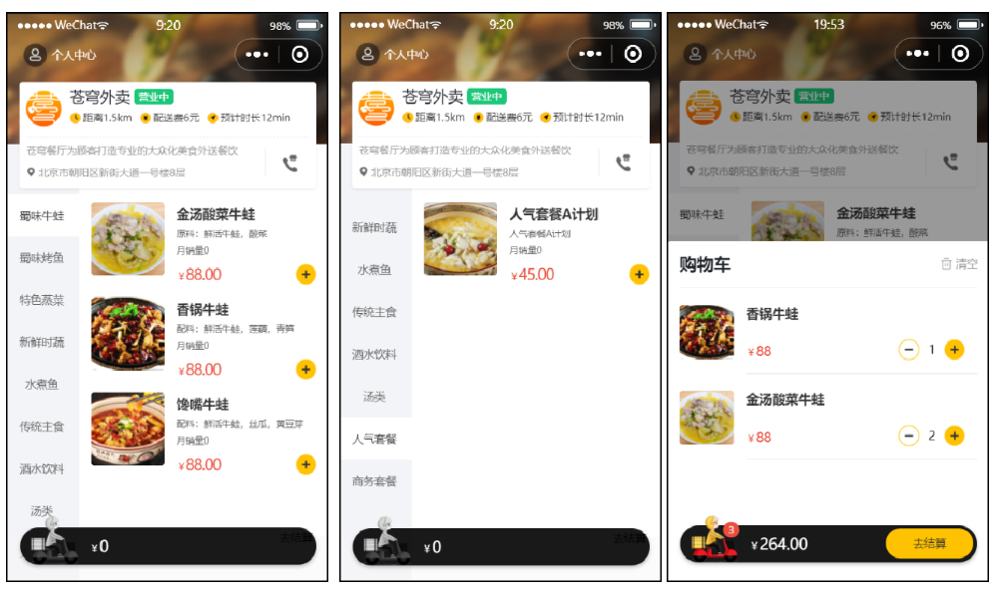 ●●●●● WeChat 9:20 98%
个人中心
苍穹外卖 营业中
距离1.5km 配送费6元 预计时长12min
苍穹餐厅为顾客打造专业的大众化美食外送餐饮
北京市朝阳区新街大道一号楼8层
蜀味牛蛙
蜀味烤鱼
特色蒸菜
新鲜时蔬
水煮鱼
传统主食
酒水饮料
汤类
金汤酸菜牛蛙
原料：鲜活牛蛙，酸菜
月销量0
¥88.00
香锅牛蛙
配料：鲜活牛蛙，莲藕，青笋
月销量0
¥88.00
馋嘴牛蛙
配料：鲜活牛蛙，丝瓜，黄豆芽
月销量0
¥88.00
¥0
去结算
●●●●● WeChat 9:20 98%
个人中心
苍穹外卖 营业中
距离1.5km 配送费6元 预计时长12min
苍穹餐厅为顾客打造专业的大众化美食外送餐饮
北京市朝阳区新街大道一号楼8层
新鲜时蔬
水煮鱼
传统主食
酒水饮料
汤类
人气套餐
商务套餐
人气套餐A计划
人气套餐A计划
月销量0
¥45.00
¥0
去结算
●●●●● WeChat 19:53 96%
个人中心
苍穹外卖 营业中
距离1.5km 配送费6元 预计时长12min
苍穹餐厅为顾客打造专业的大众化美食外送餐饮
北京市朝阳区新街大道一号楼8层
蜀味牛蛙
金汤酸菜牛蛙
原料：鲜活牛蛙，酸菜
购物车 清空
香锅牛蛙
¥88 1
金汤酸菜牛蛙
¥88 2
3
¥264.00 去结算